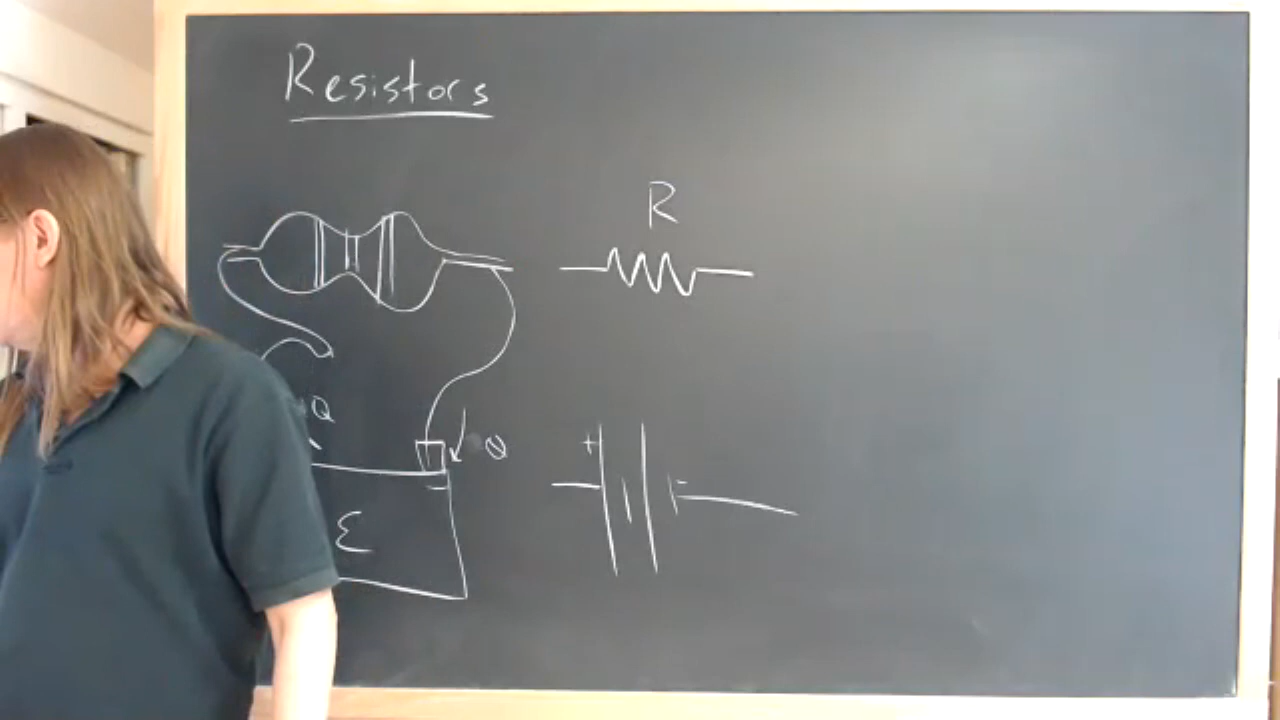 Resistors
R
Q
+ -
ε